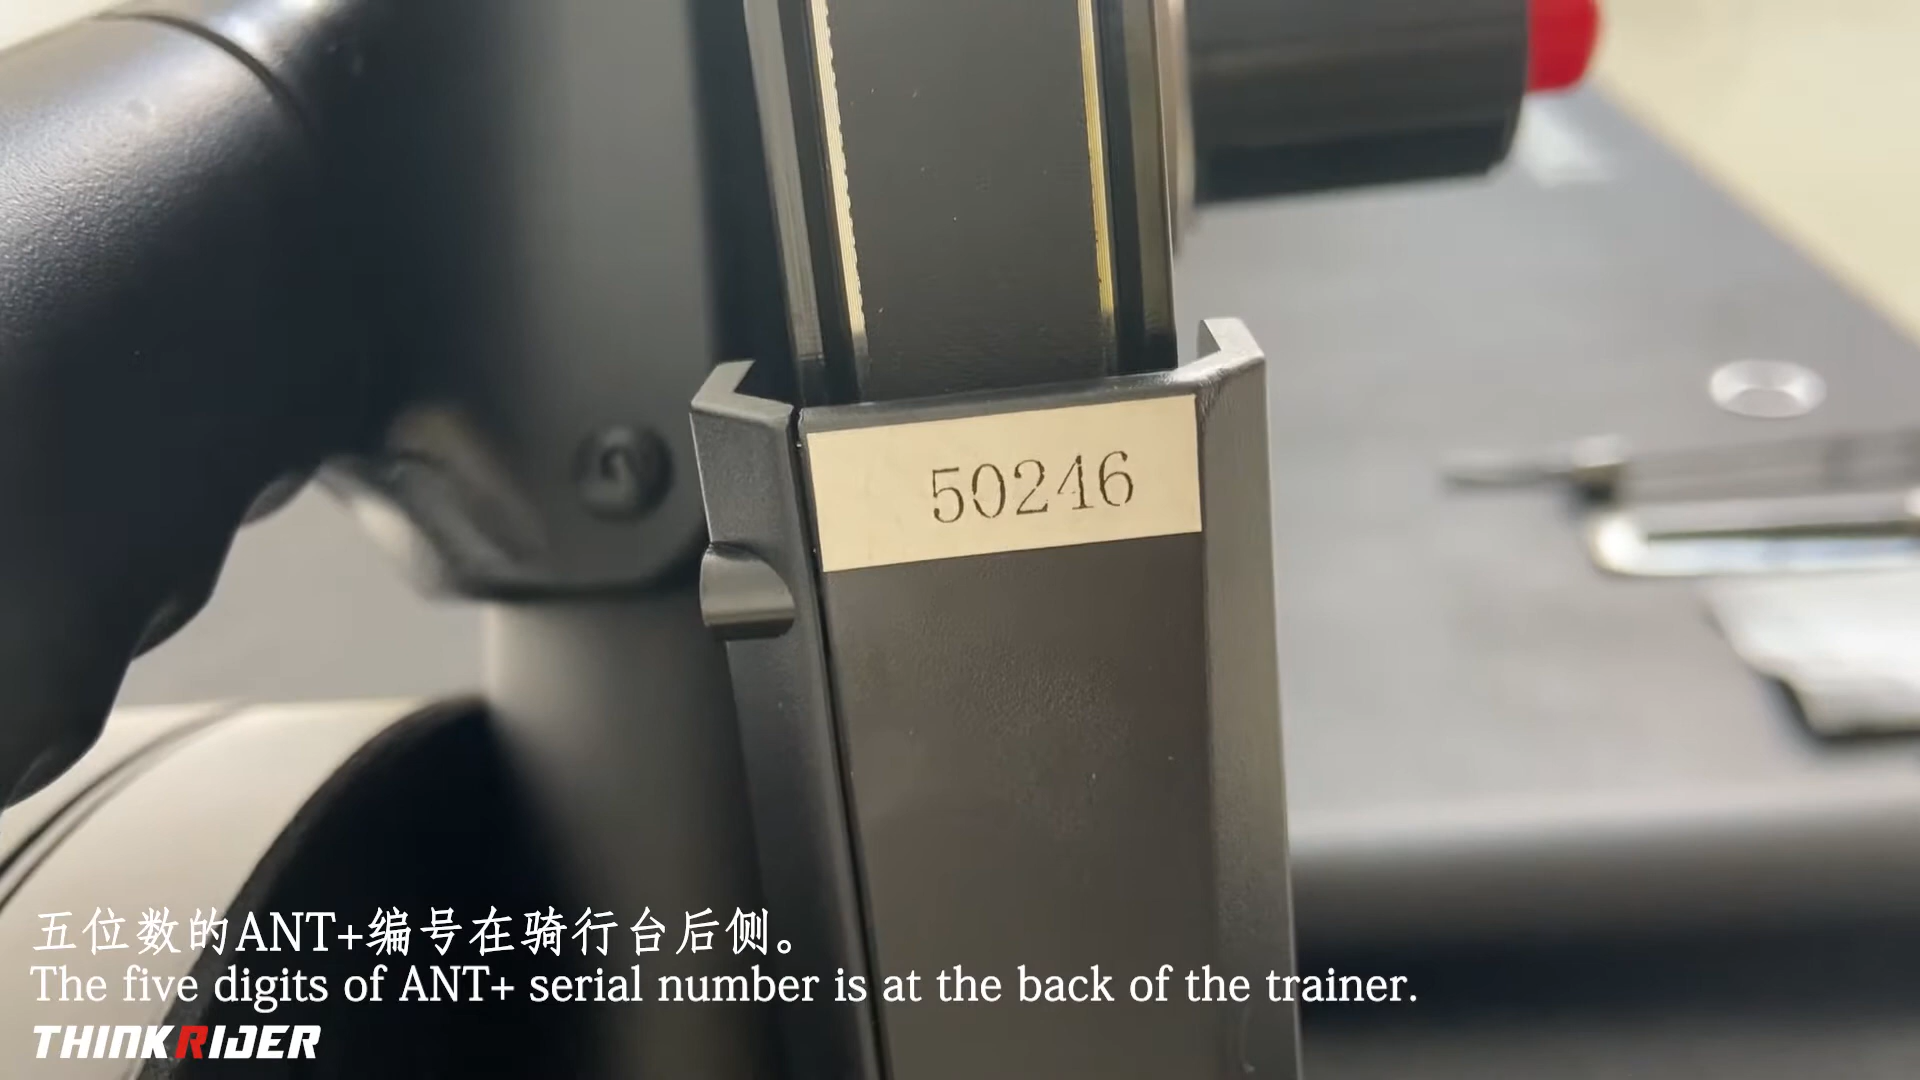 50246
五位数的ANT+编号在骑行台后侧。
The five digits of ANT+ serial number is at the back of the trainer.
THINKRIDER